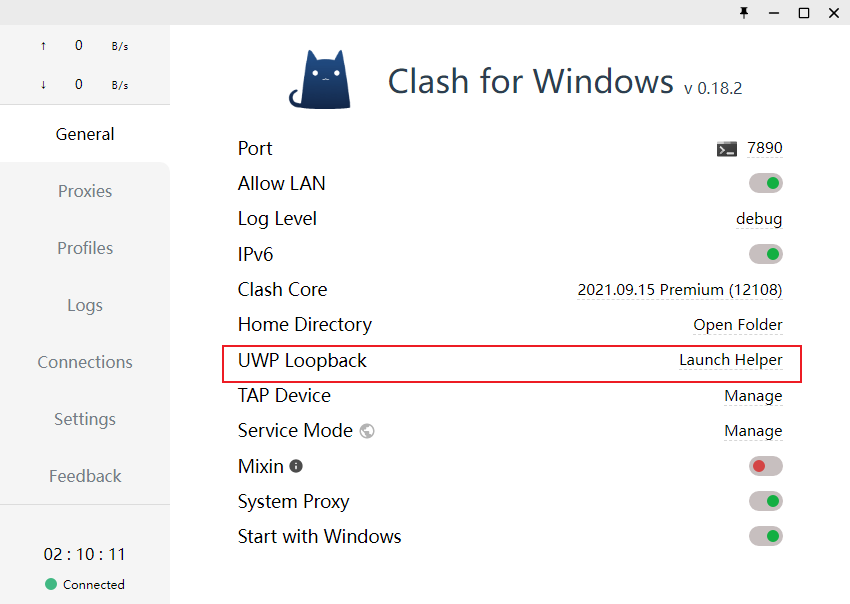 ↑ 0 B/s
↓ 0 B/s
General
Proxies
Profiles
Logs
Connections
Settings
Feedback
02 : 10 : 11
Connected
Clash for Windows v 0.18.2
Port 7890
Allow LAN
Log Level debug
IPv6
Clash Core 2021.09.15 Premium (12108)
Home Directory Open Folder
UWP Loopback Launch Helper
TAP Device Manage
Service Mode Manage
Mixin
System Proxy
Start with Windows